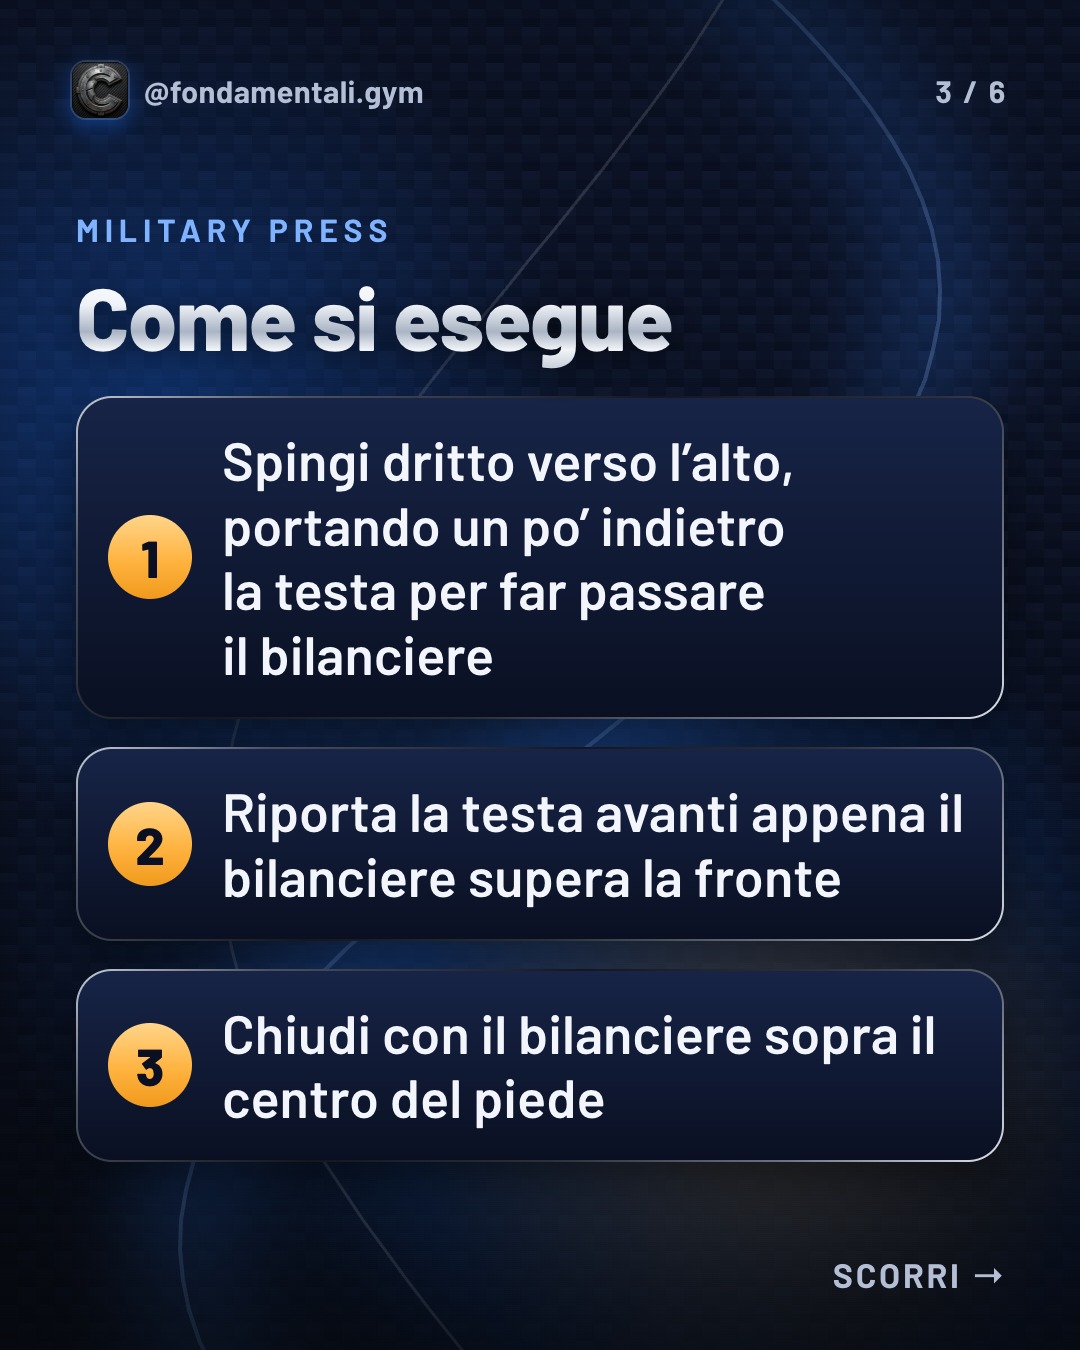 @fondamentali.gym
3 / 6
MILITARY PRESS
Come si esegue
1
Spingi dritto verso l’alto,
portando un po’ indietro
la testa per far passare
il bilanciere
2
Riporta la testa avanti appena il
bilanciere supera la fronte
3
Chiudi con il bilanciere sopra il
centro del piede
SCORRI →